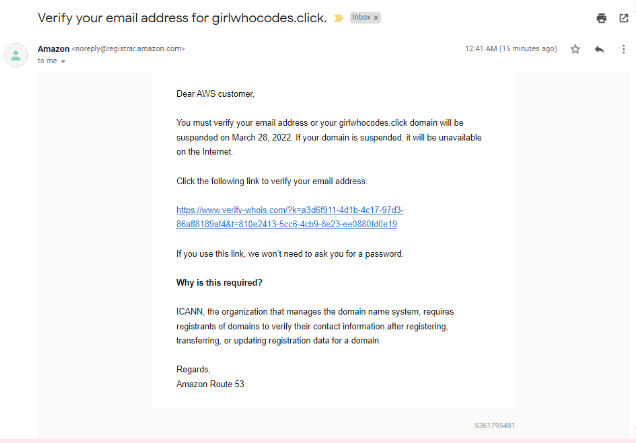 Verify your email address for girlwhocodes.click.
Inbox x
Amazon <noreply@registrar.amazon.com>
12:41 AM (15 minutes ago)
to me
Dear AWS customer,
You must verify your email address or your girlwhocodes.click domain will be
suspended on March 28, 2022. If your domain is suspended, it will be unavailable
on the Internet.
Click the following link to verify your email address:
https://www.verify-whois.com/?k=a3d6f911-4d1b-4c17-97d3-
86aff8189af4&t=810e2413-5cc6-4cb9-8e23-ee0880fd0e19
If you use this link, we won't need to ask you for a password.
Why is this required?
ICANN, the organization that manages the domain name system, requires
registrants of domains to verify their contact information after registering,
transferring, or updating registration data for a domain.
Regards,
Amazon Route 53
5361795481